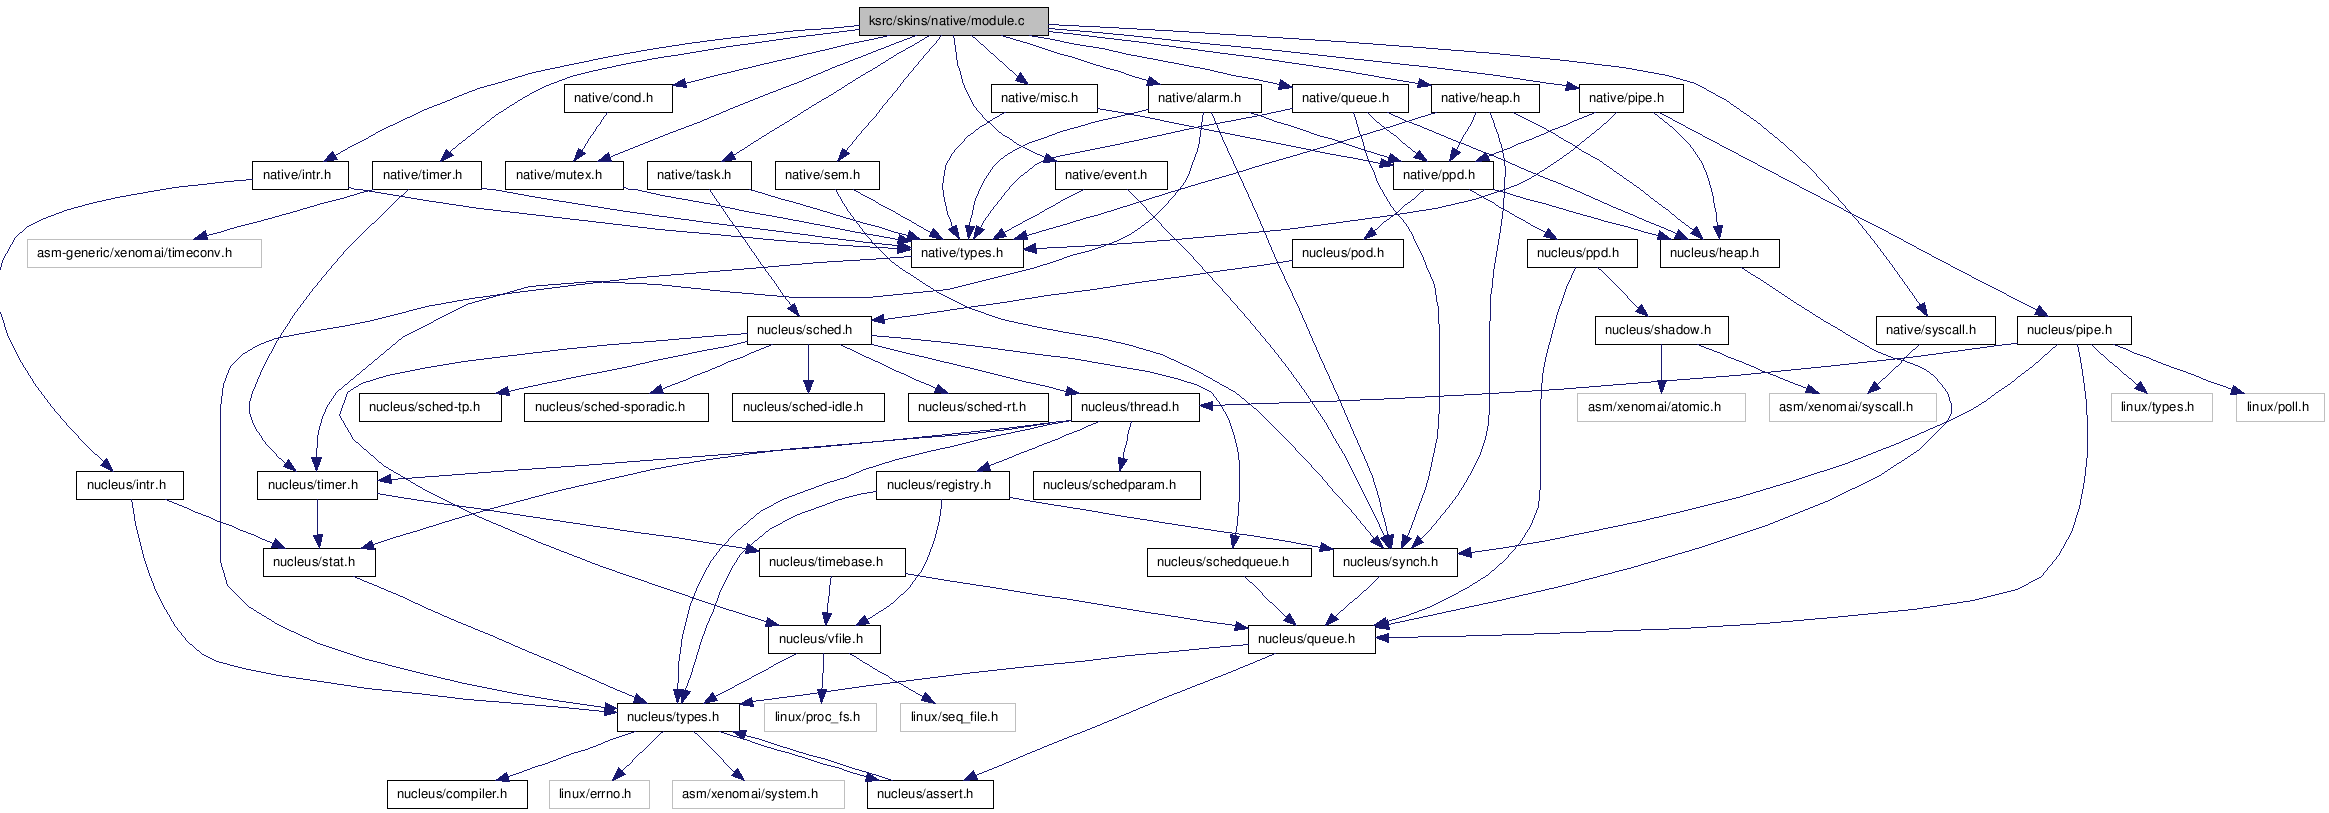 ksrc/skins/native/module.c
native/cond.h
native/misc.h
native/alarm.h
native/queue.h
native/heap.h
native/pipe.h
native/intr.h
native/timer.h
native/mutex.h
native/task.h
native/sem.h
native/event.h
native/ppd.h
asm-generic/xenomai/timeconv.h
native/types.h
nucleus/pod.h
nucleus/ppd.h
nucleus/heap.h
nucleus/sched.h
nucleus/shadow.h
native/syscall.h
nucleus/pipe.h
nucleus/sched-tp.h
nucleus/sched-sporadic.h
nucleus/sched-idle.h
nucleus/sched-rt.h
nucleus/thread.h
asm/xenomai/atomic.h
asm/xenomai/syscall.h
linux/types.h
linux/poll.h
nucleus/intr.h
nucleus/timer.h
nucleus/registry.h
nucleus/schedparam.h
nucleus/stat.h
nucleus/timebase.h
nucleus/schedqueue.h
nucleus/synch.h
nucleus/vfile.h
nucleus/queue.h
nucleus/types.h
linux/proc_fs.h
linux/seq_file.h
nucleus/compiler.h
linux/errno.h
asm/xenomai/system.h
nucleus/assert.h